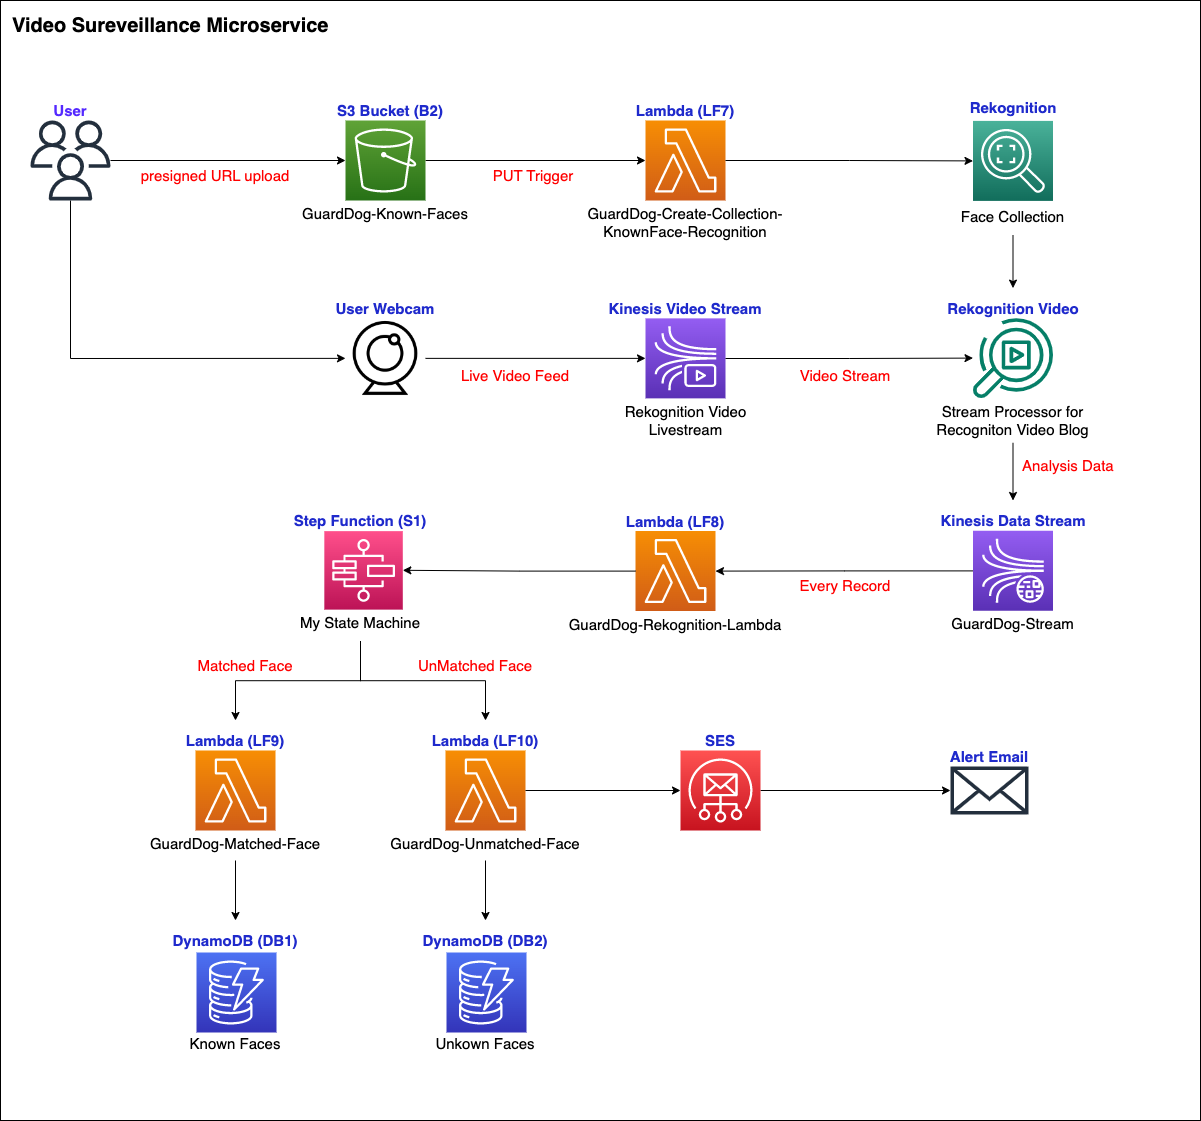 Video Sureveillance Microservice
User
S3 Bucket (B2)
Lambda (LF7)
Rekognition
presigned URL upload
PUT Trigger
GuardDog-Known-Faces
GuardDog-Create-Collection-
KnownFace-Recognition
Face Collection
User Webcam
Kinesis Video Stream
Rekognition Video
Live Video Feed
Video Stream
Rekognition Video
Livestream
Stream Processor for
Recogniton Video Blog
Analysis Data
Step Function (S1)
Lambda (LF8)
Kinesis Data Stream
Every Record
My State Machine
GuardDog-Rekognition-Lambda
GuardDog-Stream
Matched Face
UnMatched Face
Lambda (LF9)
Lambda (LF10)
SES
Alert Email
GuardDog-Matched-Face
GuardDog-Unmatched-Face
DynamoDB (DB1)
DynamoDB (DB2)
Known Faces
Unkown Faces